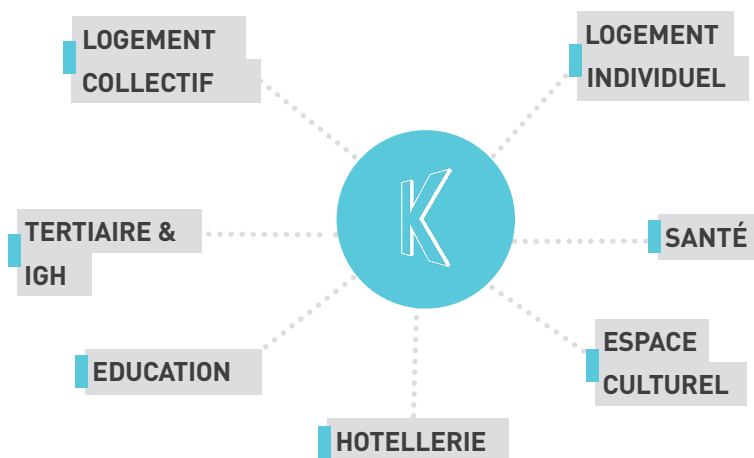 LOGEMENT
COLLECTIF
LOGEMENT
INDIVIDUEL
K
TERTIAIRE &
IGH
SANTÉ
EDUCATION
ESPACE
CULTUREL
HOTELLERIE